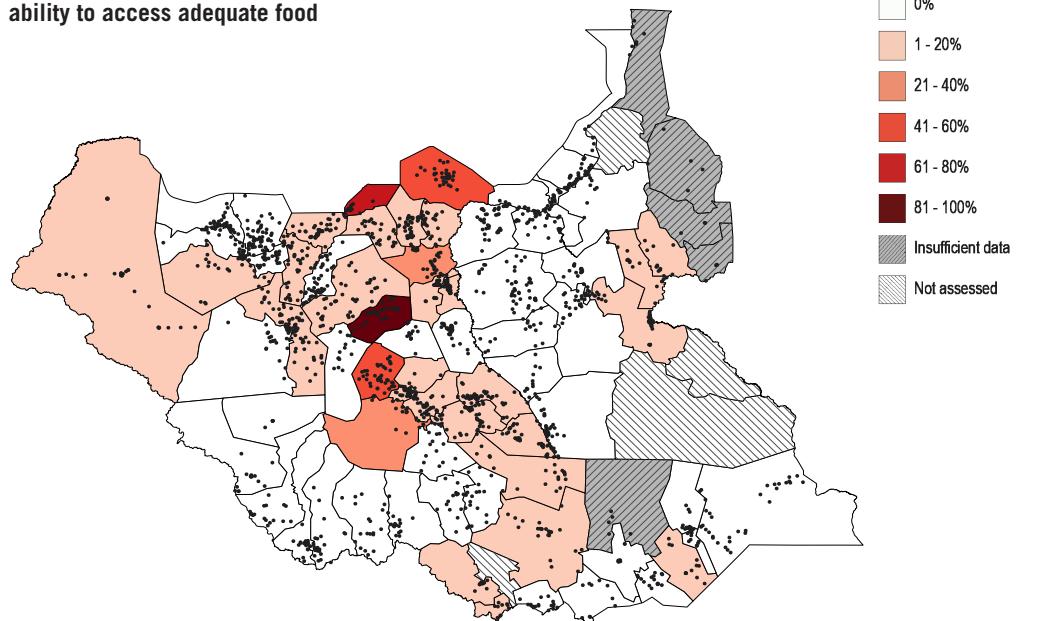 ability to access adequate food
0%
1 - 20%
21 - 40%
41 - 60%
61 - 80%
81 - 100%
Insufficient data
Not assessed